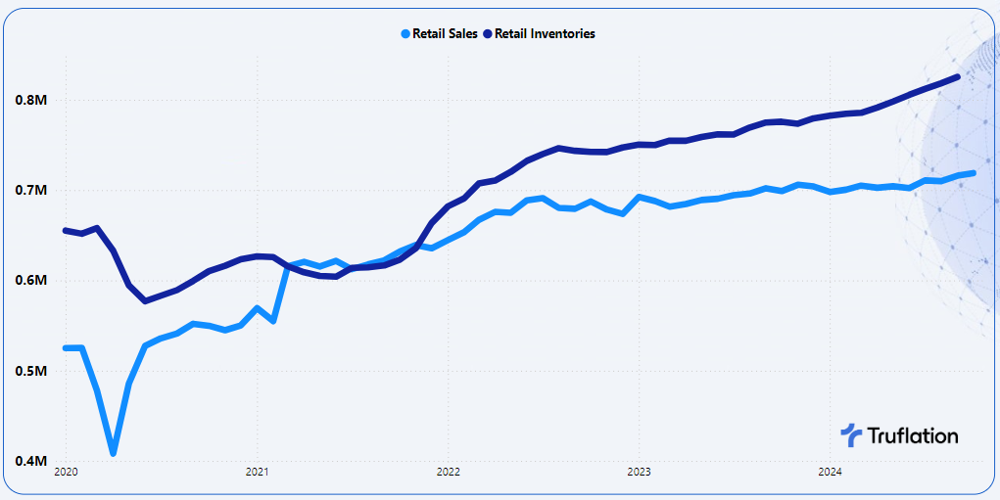 Retail Sales Retail Inventories
0.8M
0.7M
0.6M
0.5M
0.4M
2020 2021 2022 2023 2024
Truflation